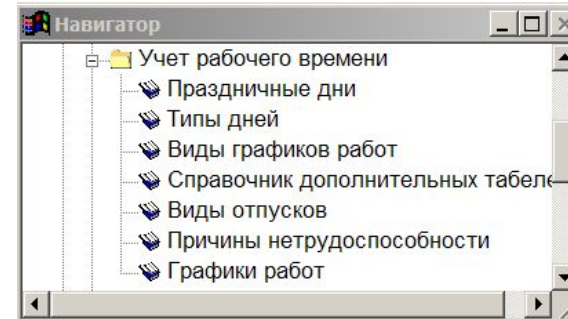 Навигатор
Учет рабочего времени
Праздничные дни
Типы дней
Виды графиков работ
Справочник дополнительных табеле
Виды отпусков
Причины нетрудоспособности
Графики работ